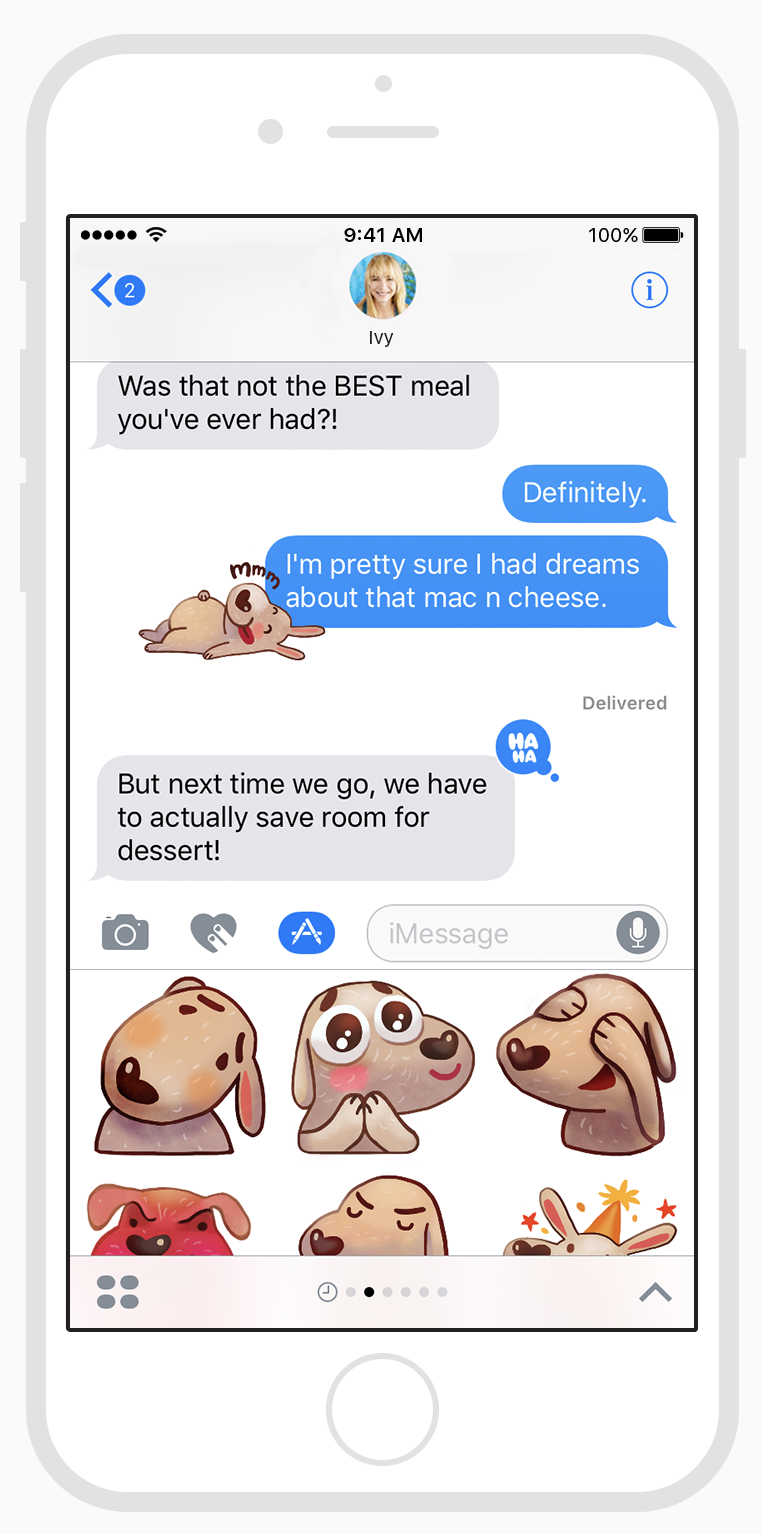 9:41 AM
100%
2
Ivy
Was that not the BEST meal
you've ever had?!
Definitely.
I'm pretty sure I had dreams
about that mac n cheese.
mmm
Delivered
HA
HA
But next time we go, we have
to actually save room for
dessert!
iMessage